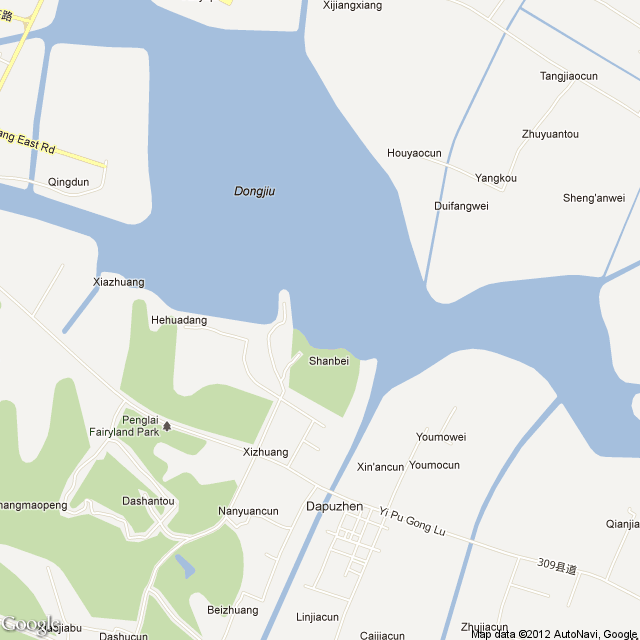 Xijiangxiang
路
Tangjiaocun
Zhuyuantou
ang East Rd
Houyaocun
Yangkou
Qingdun
Dongjiu
Sheng'anwei
Duifangwei
Xiazhuang
Hehuadang
Shanbei
Penglai
Fairyland Park
Youmowei
Xizhuang
Xin'ancun
Youmocun
Dashantou
hangmaopeng
Nanyuancun
Dapuzhen
Yi Pu Gong Lu
Qianjia
309县道
Beizhuang
Linjiacun
Google
aojiabu
Zhujiacun
Dashucun
Caijiacun
Map data ©2012 AutoNavi, Google